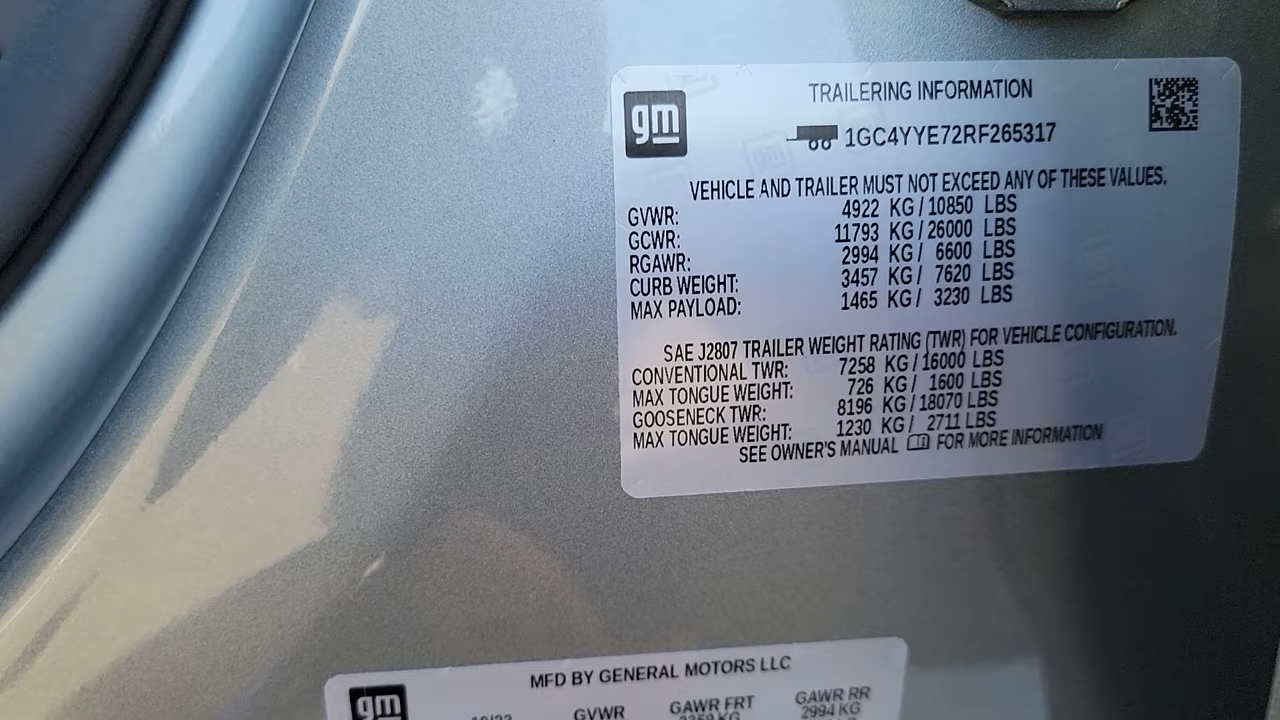 gm
TRAILERING INFORMATION
1GC4YYE72RF265317
VEHICLE AND TRAILER MUST NOT EXCEED ANY OF THESE VALUES.
GVWR: 4922 KG / 10850 LBS
GCWR: 11793 KG / 26000 LBS
RGAWR: 2994 KG / 6600 LBS
CURB WEIGHT: 3457 KG / 7620 LBS
MAX PAYLOAD: 1465 KG / 3230 LBS
SAE J2807 TRAILER WEIGHT RATING (TWR) FOR VEHICLE CONFIGURATION.
CONVENTIONAL TWR: 7258 KG / 16000 LBS
MAX TONGUE WEIGHT: 726 KG / 1600 LBS
GOOSENECK TWR: 8196 KG / 18070 LBS
MAX TONGUE WEIGHT: 1230 KG / 2711 LBS
SEE OWNER'S MANUAL FOR MORE INFORMATION
gm
MFD BY GENERAL MOTORS LLC
GVWR GAWR FRT GAWR RR
2994 KG